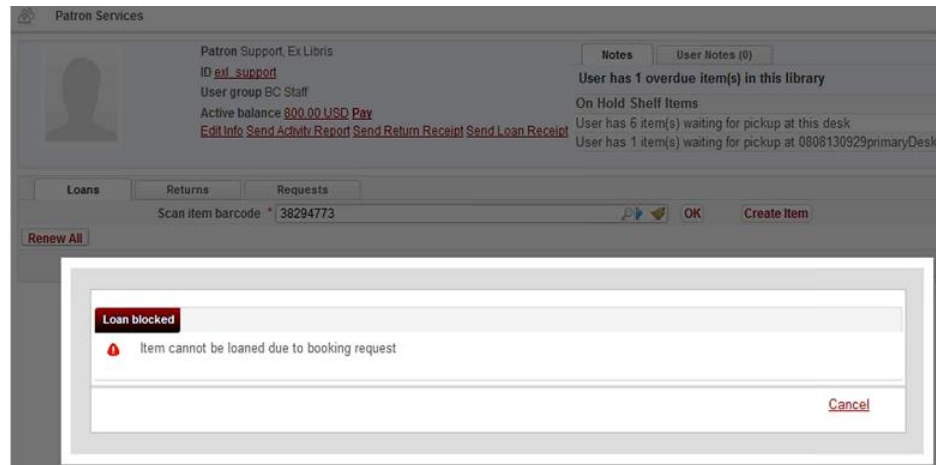 Patron Services
Patron Support, Ex Libris
ID exl_support
User group BC Staff
Active balance 800.00 USD Pay
Edit Info Send Activity Report Send Return Receipt Send Loan Receipt
Notes User Notes (0)
User has 1 overdue item(s) in this library
On Hold Shelf Items
User has 6 item(s) waiting for pickup at this desk
User has 1 item(s) waiting for pickup at 0808130929primaryDesk
Loans Returns Requests
Scan item barcode * 38294773 OK Create Item
Renew All
Loan blocked
Item cannot be loaned due to booking request
Cancel